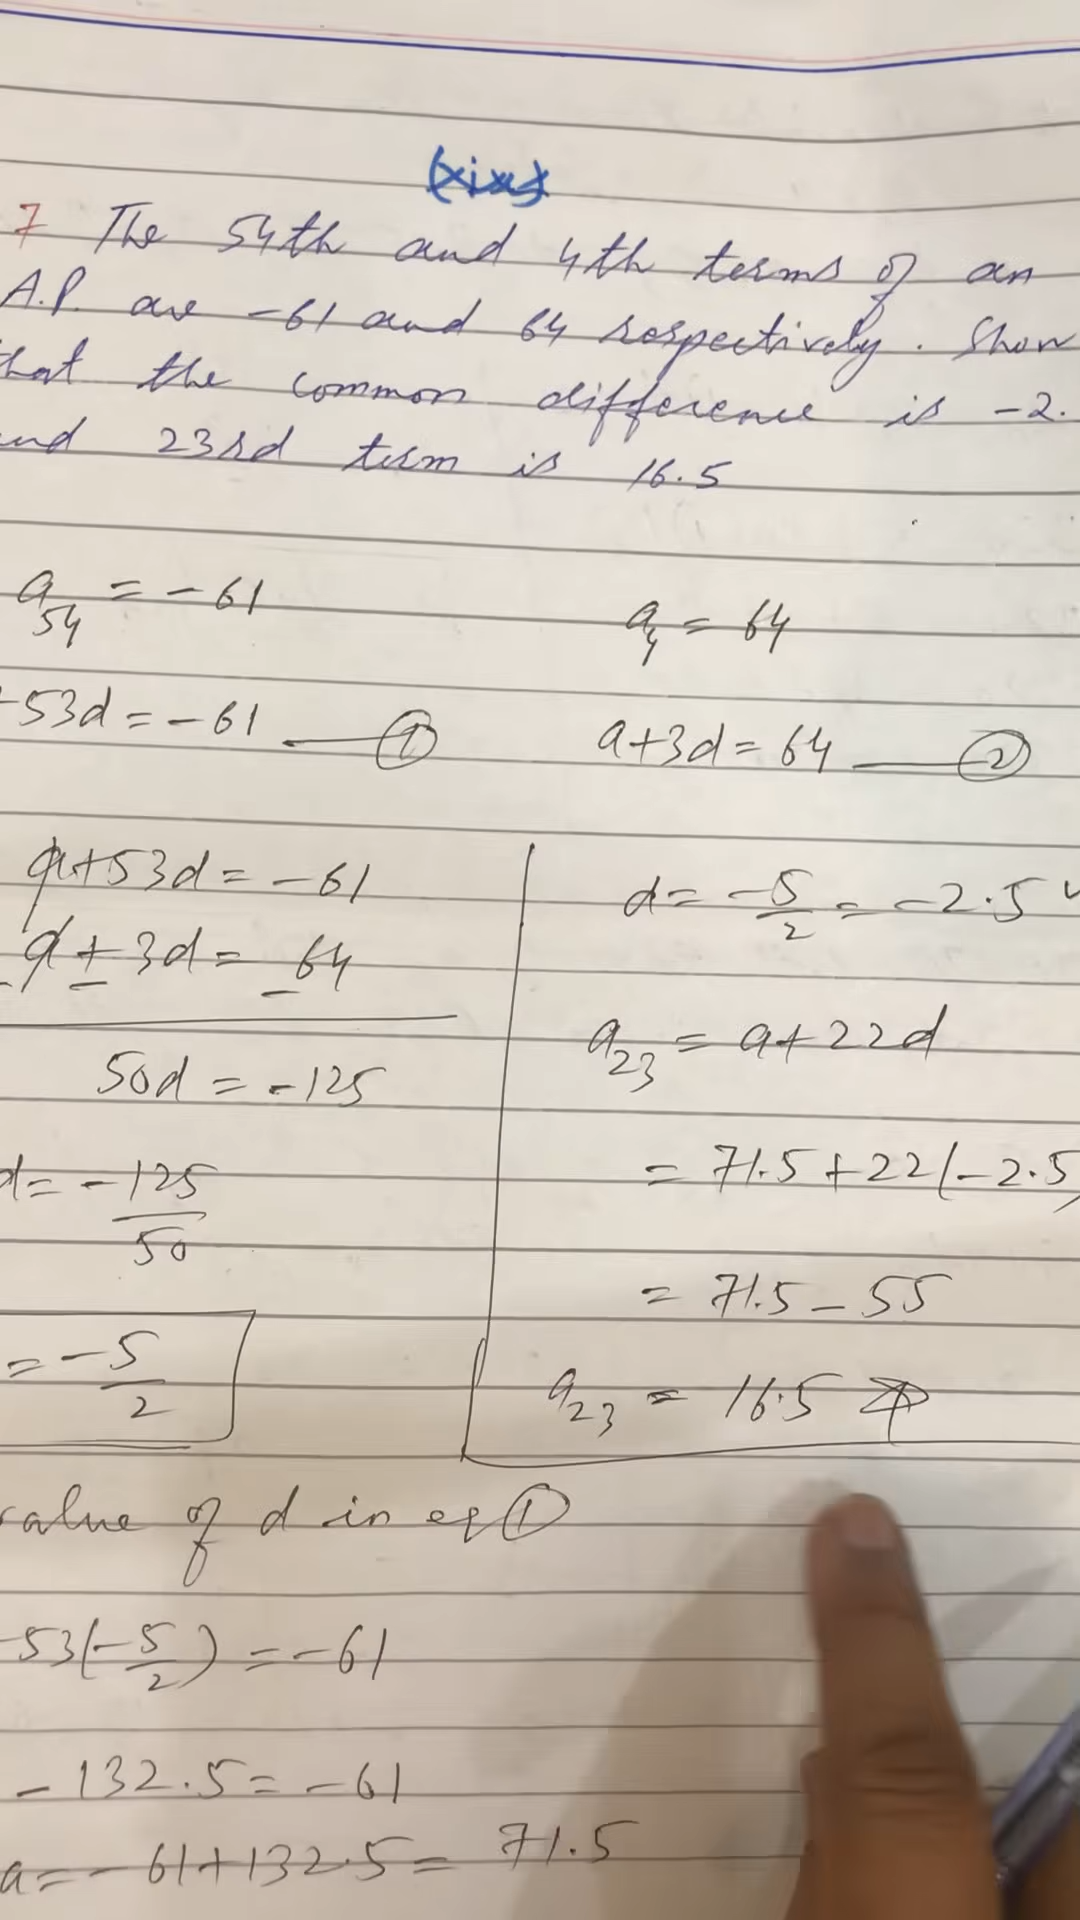 7 The 54th and 4th terms of an
A.P. are -61 and 64 respectively. Show
that the common difference is -2.
and 23rd term is 16.5
a₅₄ = -61
a₄ = 64
+53d = -61 ①
a+3d = 64 ②
a+53d = -61
a + 3d = 64
- - -
50d = -125
d = -125/50
= -5/2
d = -5/2 = -2.5
a₂₃ = a+22d
= 71.5+22(-2.5)
= 71.5 - 55
a₂₃ = 16.5
value of d in eq ①
53(-5/2) = -61
- 132.5 = -61
a = -61+132.5 = 71.5